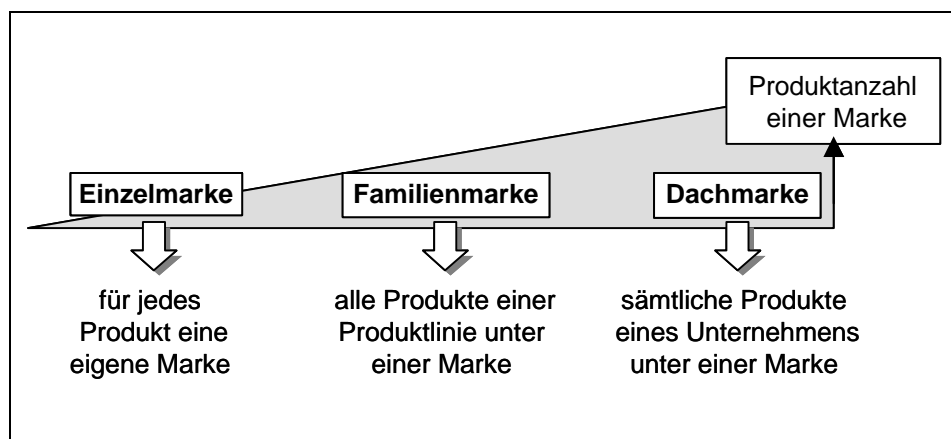 Produktanzahl
einer Marke
Einzelmarke
Familienmarke
Dachmarke
für jedes
Produkt eine
eigene Marke
alle Produkte einer
Produktlinie unter
einer Marke
sämtliche Produkte
eines Unternehmens
unter einer Marke